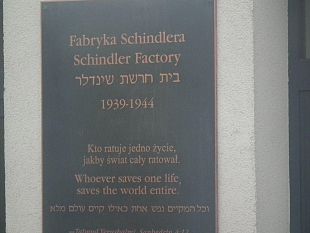 Fabryka Schindlera
Schindler Factory
בית חרשת שינדלר
1939-1944
Kto ratuje jedno życie,
jakby świat cały ratował.
Whoever saves one life,
saves the world entire.
וכל המקיים נפש אחת כאילו קיים עולם מלא